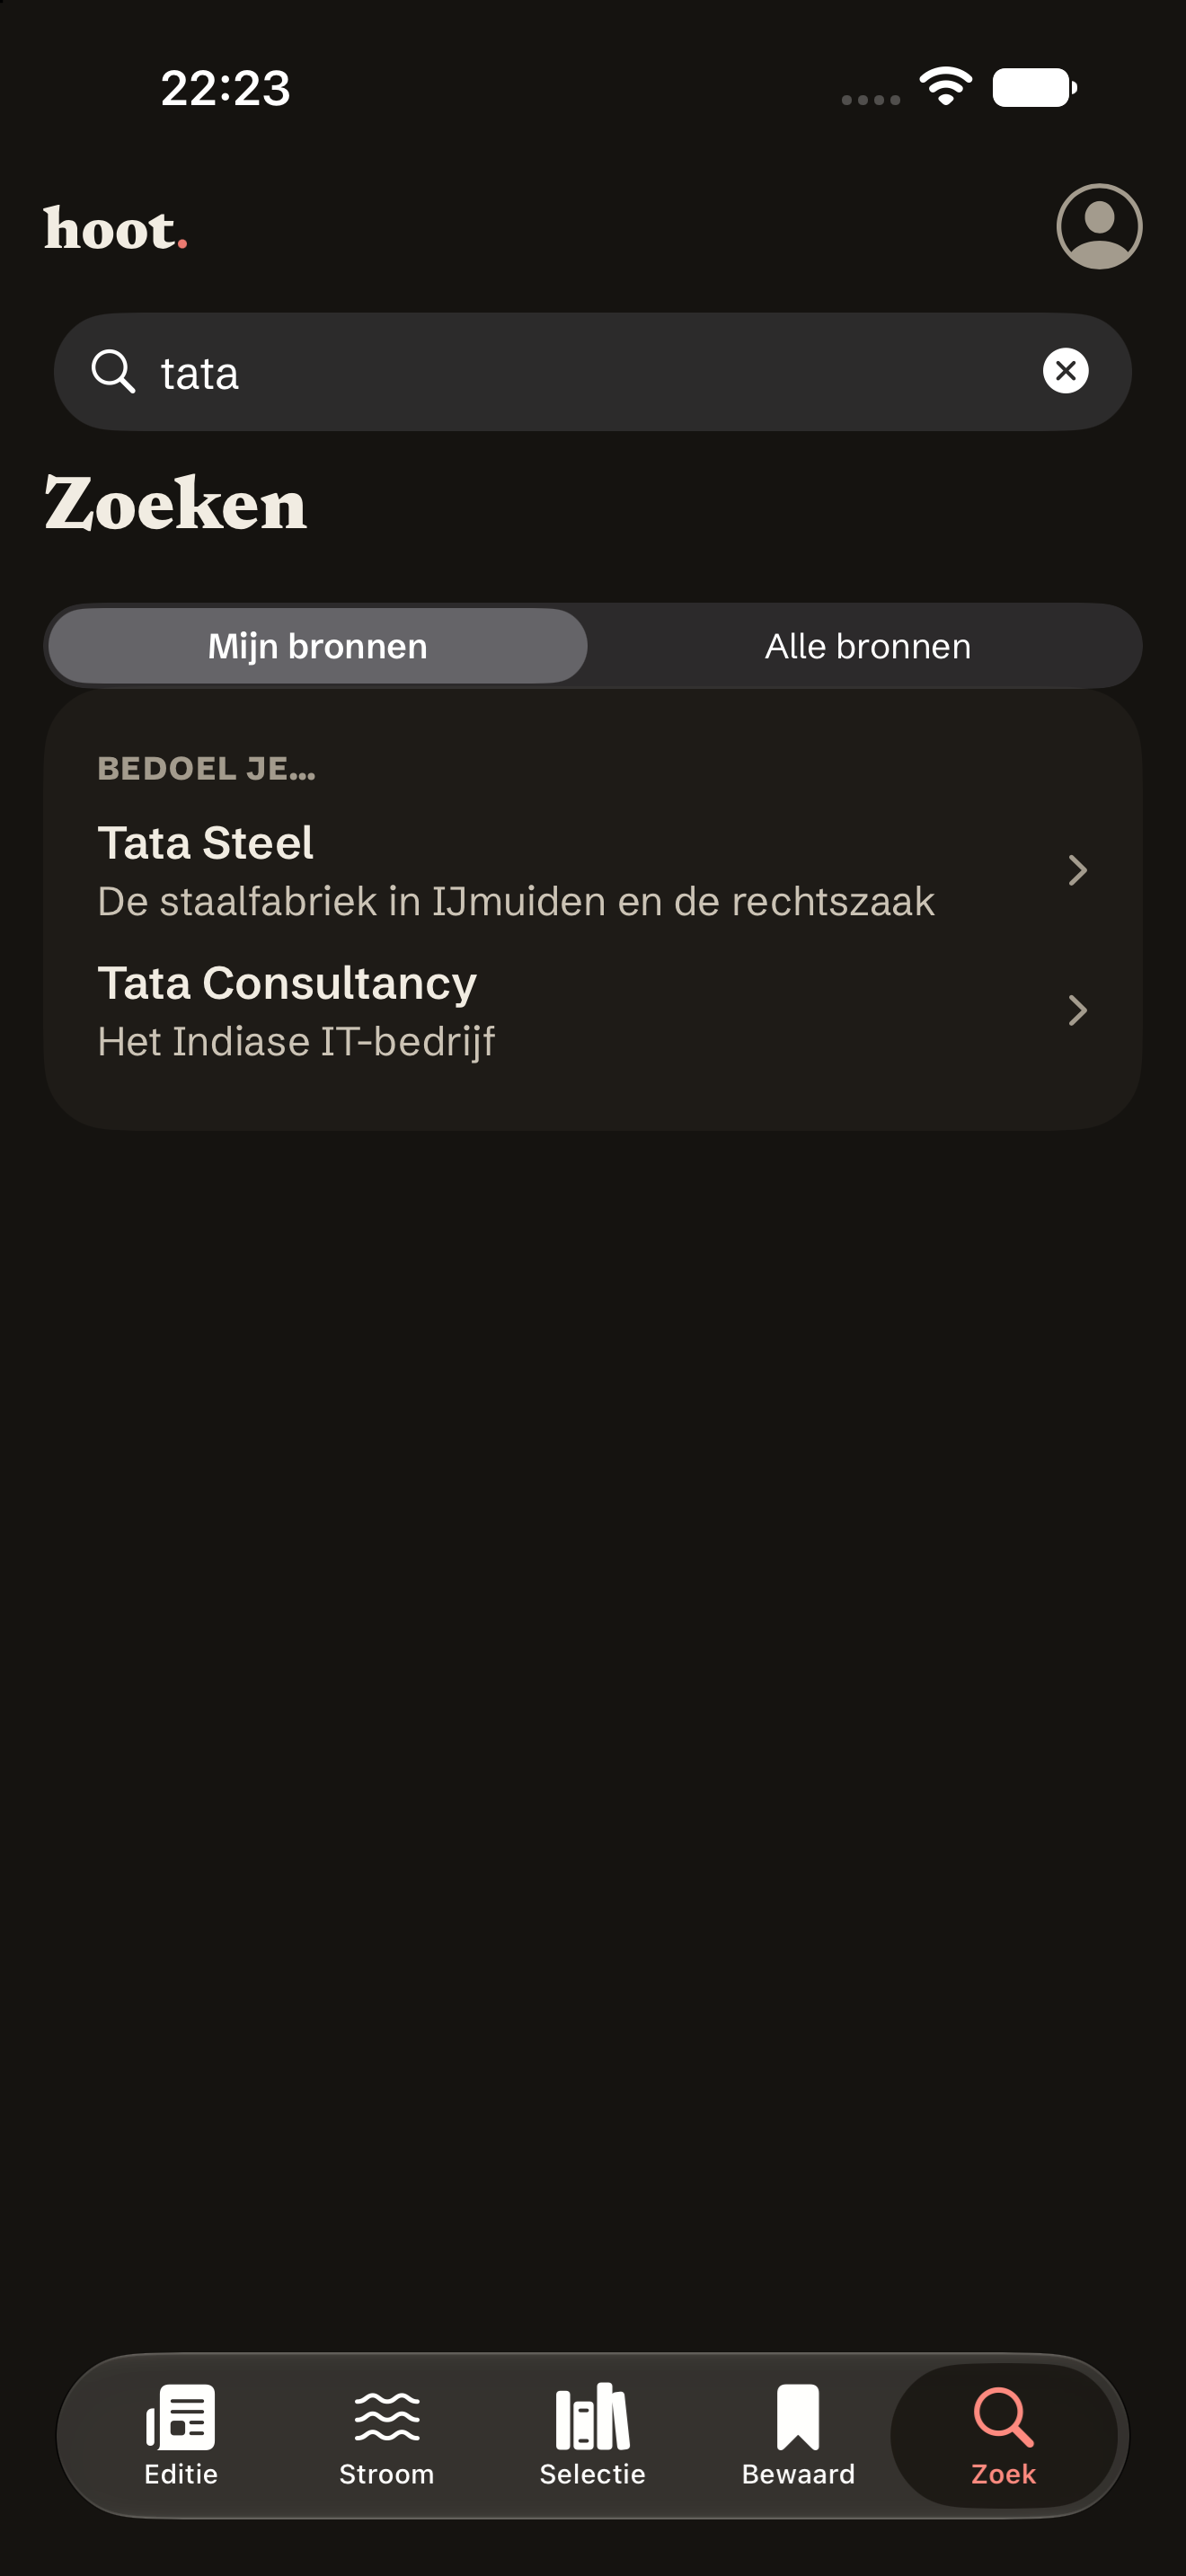 22:23
hoot.
tata
Zoeken
Mijn bronnen
Alle bronnen
BEDOEL JE…
Tata Steel
De staalfabriek in IJmuiden en de rechtszaak
Tata Consultancy
Het Indiase IT-bedrijf
Editie
Stroom
Selectie
Bewaard
Zoek